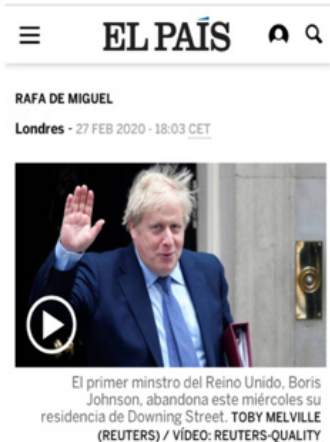 EL PAÍS
RAFA DE MIGUEL
Londres - 27 FEB 2020 - 18:03 CET
El primer minstro del Reino Unido, Boris
Johnson, abandona este miércoles su
residencia de Downing Street. TOBY MELVILLE
(REUTERS) / VÍDEO: REUTERS-QUALITY